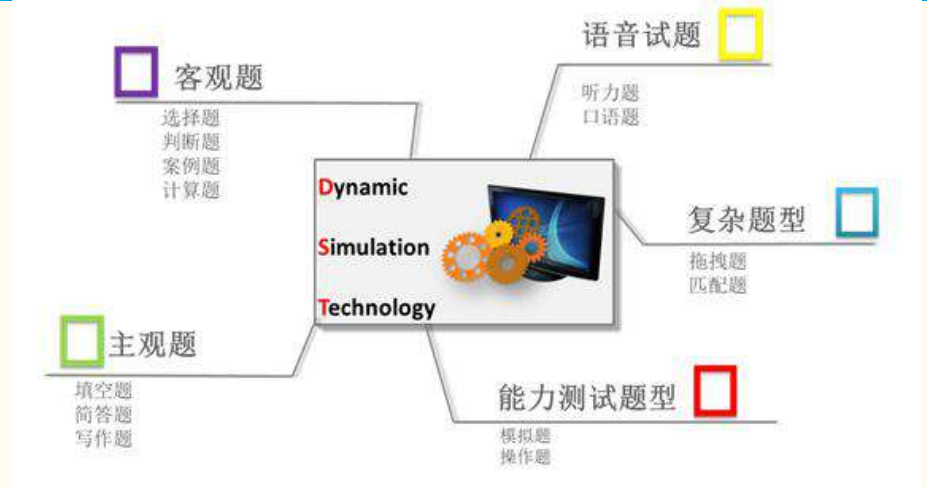 语音试题
听力题
口语题
客观题
选择题
判断题
案例题
计算题
Dynamic
Simulation
Technology
复杂题型
拖拽题
匹配题
主观题
填空题
简答题
写作题
能力测试题型
模拟题
操作题